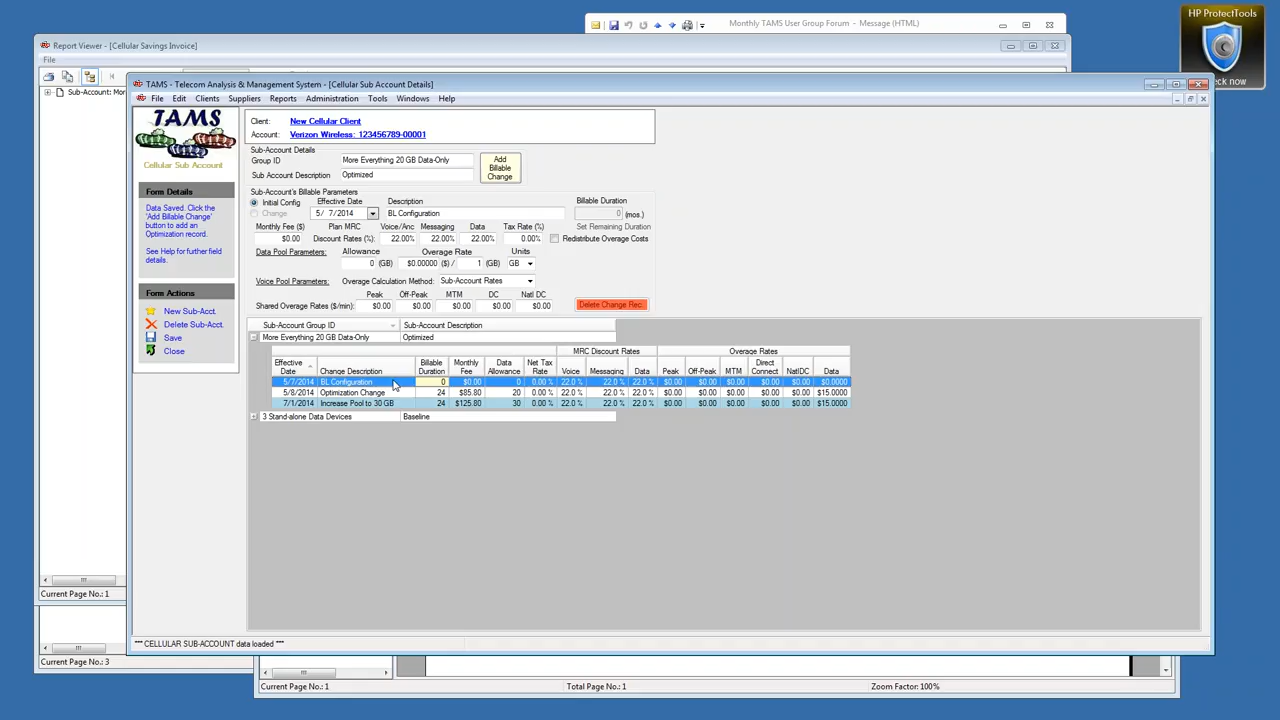 HP ProtectTools
Monthly TAMS User Group Forum - Message (HTML)
Report Viewer - [Cellular Savings Invoice]
File
Sub-Account: Mor
eck now
TAMS - Telecom Analysis & Management System - [Cellular Sub Account Details]
File Edit Clients Suppliers Reports Administration Tools Windows Help
TAMS
Cellular Sub Account
Client: New Cellular Client
Account: Verizon Wireless: 123456789-00001
Sub-Account Details
Group ID More Everything 20 GB Data-Only
Sub Account Description Optimized
Add
Billable
Change
Form Details
Data Saved. Click the
'Add Billable Change'
button to add an
Optimization record.
See Help for further field
details.
Form Actions
New Sub-Acct.
Delete Sub-Acct.
Save
Close
Sub-Account's Billable Parameters
Initial Config Effective Date Description Billable Duration
Change 5/ 7/2014 BL Configuration 0 (mos.)
Monthly Fee ($) Plan MRC Voice/Anc Messaging Data Tax Rate (%) Set Remaining Duration
$0.00 Discount Rates (%): 22.00% 22.00% 22.00% 0.00% Redistribute Overage Costs
Data Pool Parameters: Allowance Overage Rate Units
0 (GB) $0.00000 ($) / 1 (GB) GB
Voice Pool Parameters: Overage Calculation Method: Sub-Account Rates
Peak Off-Peak MTM DC Natl DC
Shared Overage Rates ($/min): $0.00 $0.00 $0.00 $0.00 $0.00
Delete Change Rec.
Sub-Account Group ID Sub-Account Description
More Everything 20 GB Data-Only Optimized
MRC Discount Rates Overage Rates
Effective Date Change Description Billable Duration Monthly Fee Data Allowance Net Tax Rate Voice Messaging Data Peak Off-Peak MTM Direct Connect NatlDC Data
5/7/2014 BL Configuration 0 $0.00 0 0.00 % 22.0 % 22.0 % 22.0 % $0.00 $0.00 $0.00 $0.00 $0.00 $0.0000
5/8/2014 Optimization Change 24 $85.80 20 0.00 % 22.0 % 22.0 % 22.0 % $0.00 $0.00 $0.00 $0.00 $0.00 $15.0000
7/1/2014 Increase Pool to 30 GB 24 $125.80 30 0.00 % 22.0 % 22.0 % 22.0 % $0.00 $0.00 $0.00 $0.00 $0.00 $15.0000
3 Stand-alone Data Devices Baseline
Current Page No.: 1
*** CELLULAR SUB-ACCOUNT data loaded ***
Current Page No.: 3
Current Page No.: 1 Total Page No.: 1 Zoom Factor: 100%